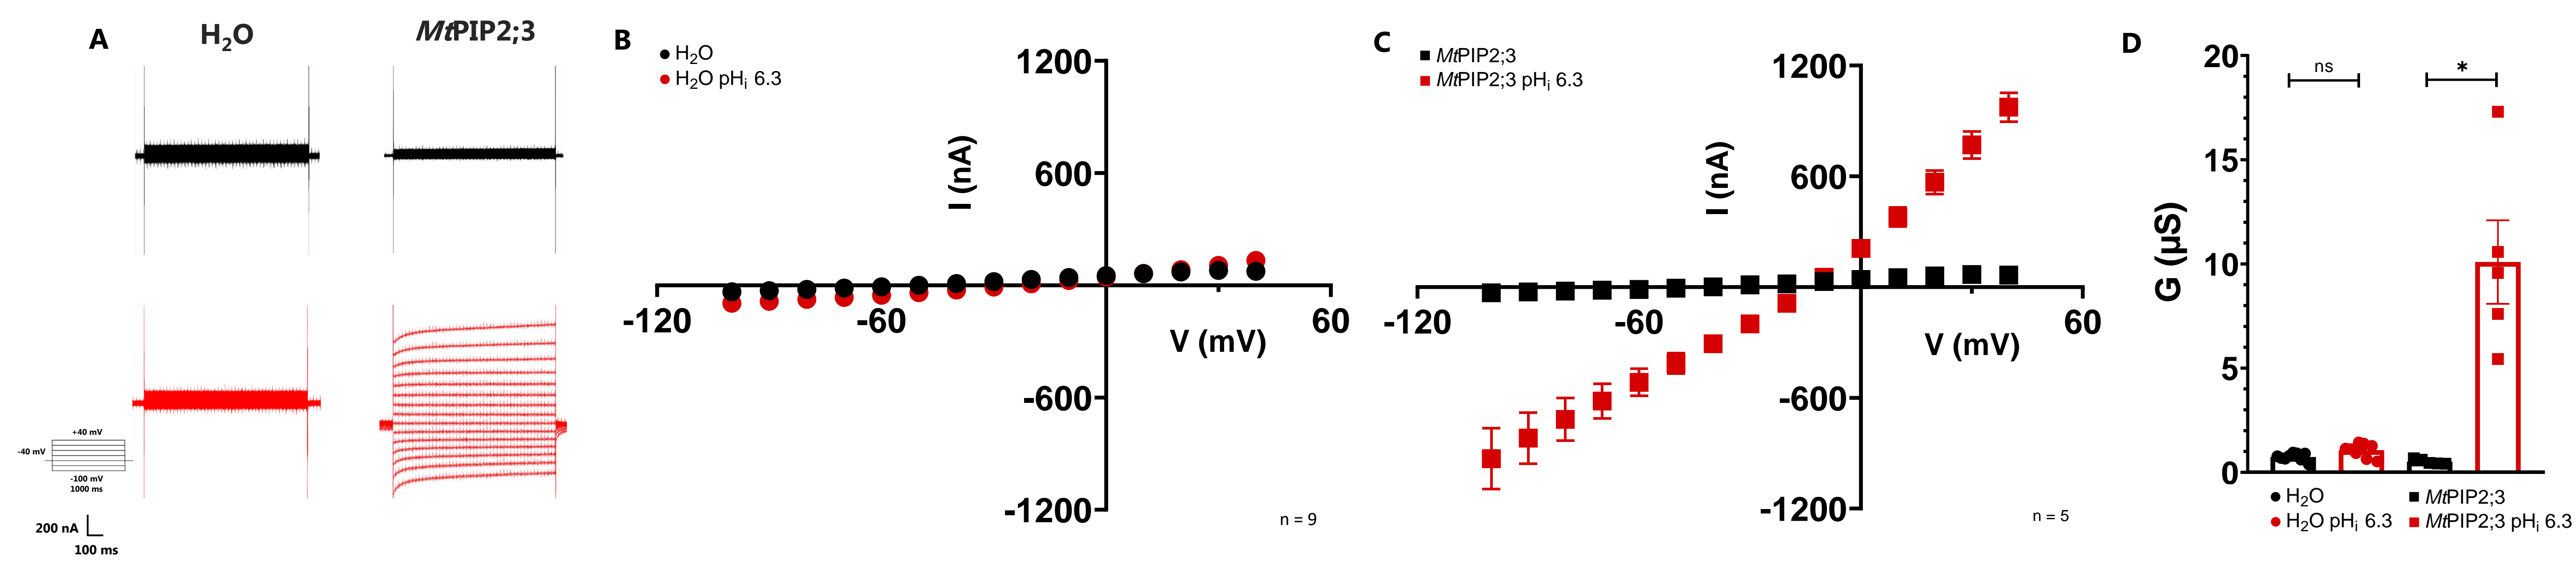 A
H₂O
MtPIP2;3
+40 mV
-40 mV
-100 mV
1000 ms
200 nA
100 ms
B
H₂O
H₂O pHᵢ 6.3
1200
600
-600
-1200
I (nA)
-120
-60
60
V (mV)
n = 9
C
MtPIP2;3
MtPIP2;3 pHᵢ 6.3
1200
600
-600
-1200
I (nA)
-120
-60
60
V (mV)
n = 5
D
20
15
10
5
0
G (µS)
ns
*
H₂O
H₂O pHᵢ 6.3
MtPIP2;3
MtPIP2;3 pHᵢ 6.3